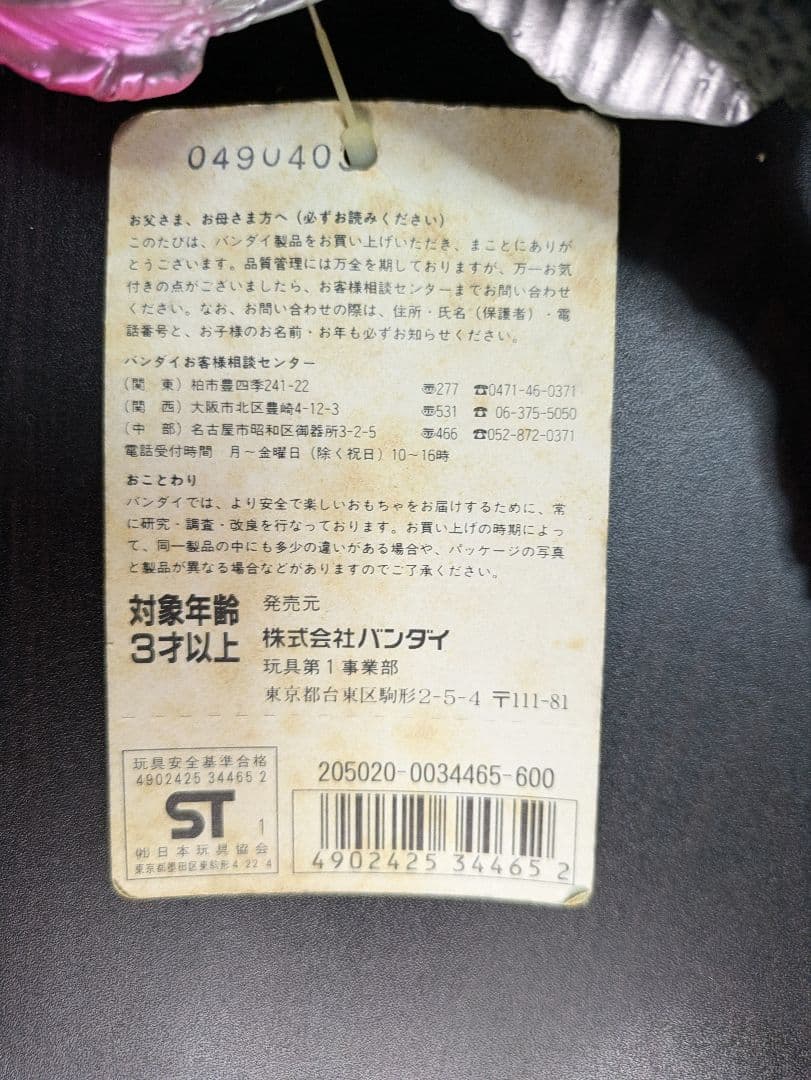 0490403
お父さま、お母さま方へ（必ずお読みください）
このたびは、バンダイ製品をお買い上げいただき、まことにありが
とうございます。品質管理には万全を期しておりますが、万一お気
付きの点がございましたら、お客様相談センターまでお問い合わせ
ください。なお、お問い合わせの際は、住所・氏名（保護者）・電
話番号と、お子様のお名前・お年も必ずお知らせください。
バンダイお客様相談センター
（関　東）柏市豊四季241-22 〠277 ☎0471-46-0371
（関　西）大阪市北区豊崎4-12-3 〠531 ☎ 06-375-5050
（中　部）名古屋市昭和区御器所3-2-5 〠466 ☎052-872-0371
電話受付時間　月～金曜日（除く祝日）10～16時
おことわり
バンダイでは、より安全で楽しいおもちゃをお届けするために、常
に研究・調査・改良を行なっております。お買い上げの時期によっ
て、同一製品の中にも多少の違いがある場合や、パッケージの写真
と製品が異なる場合などがありますのでご了承ください。
対象年齢
3才以上
発売元
株式会社バンダイ
玩具第1事業部
東京都台東区駒形2-5-4 〒111-81
玩具安全基準合格
4902425 34465 2
ST 1
㈳日本玩具協会
東京都墨田区東駒形4 22 4
205020-0034465-600
4902425 344652